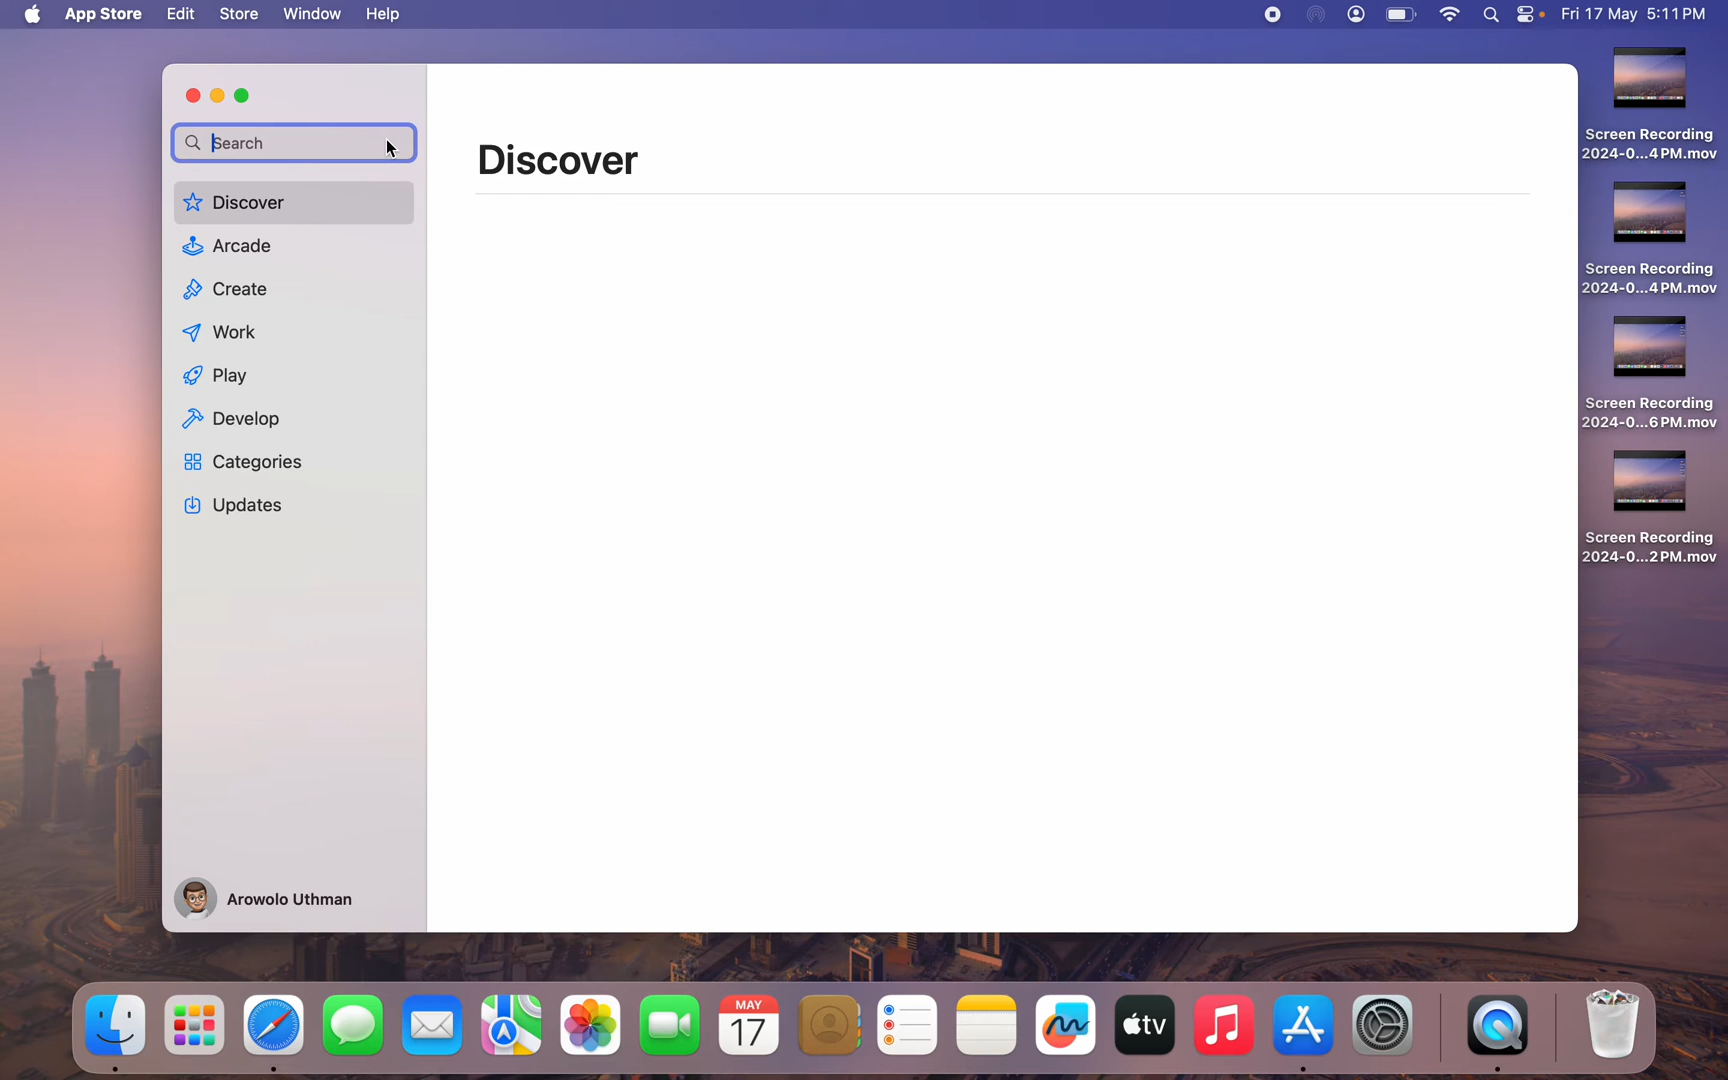 App Store Edit Store Window Help Fri 17 May 5:11 PM
Search
Discover
Arcade
Create
Work
Play
Develop
Categories
Updates
Arowolo Uthman
Discover
Screen Recording
2024-0...4 PM.mov
Screen Recording
2024-0...4 PM.mov
Screen Recording
2024-0...6 PM.mov
Screen Recording
2024-0...2 PM.mov
MAY
17
tv